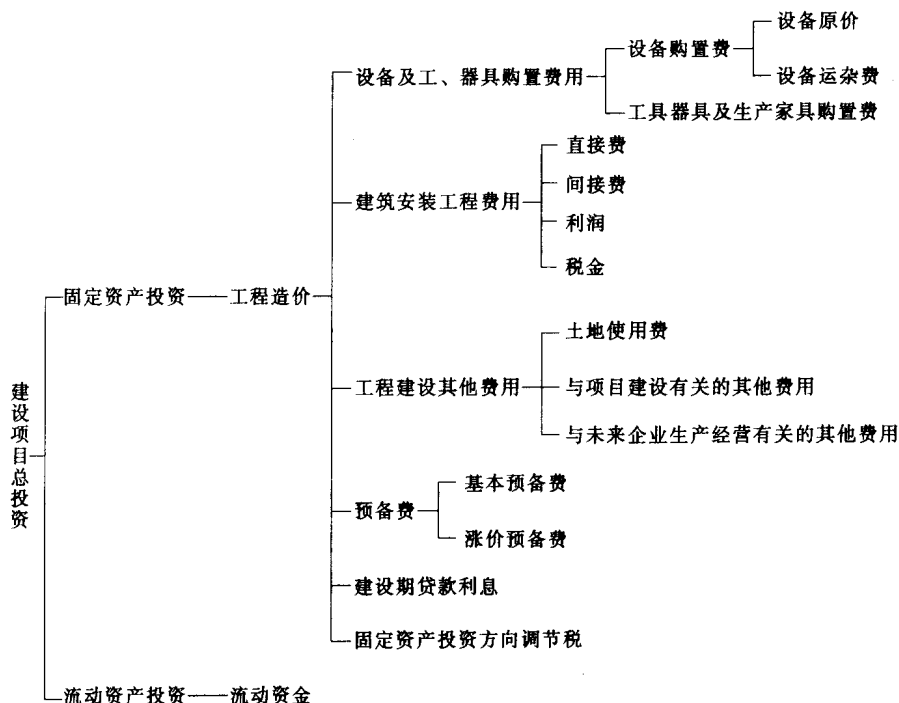 建设项目总投资
固定资产投资
工程造价
设备及工、器具购置费用
设备购置费
设备原价
设备运杂费
工具器具及生产家具购置费
建筑安装工程费用
直接费
间接费
利润
税金
工程建设其他费用
土地使用费
与项目建设有关的其他费用
与未来企业生产经营有关的其他费用
预备费
基本预备费
涨价预备费
建设期贷款利息
固定资产投资方向调节税
流动资产投资
流动资金